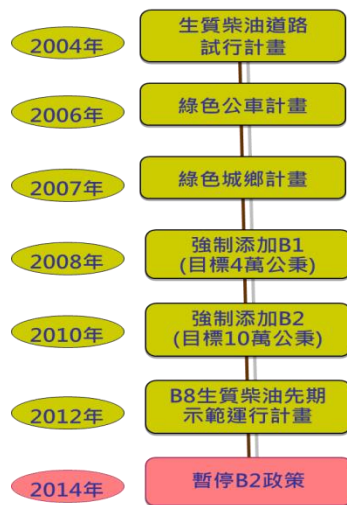 2004年
生質柴油道路
試行計畫
2006年
綠色公車計畫
2007年
綠色城鄉計畫
2008年
強制添加B1
(目標4萬公秉)
2010年
強制添加B2
(目標10萬公秉)
2012年
B8生質柴油先期
示範運行計畫
2014年
暫停B2政策